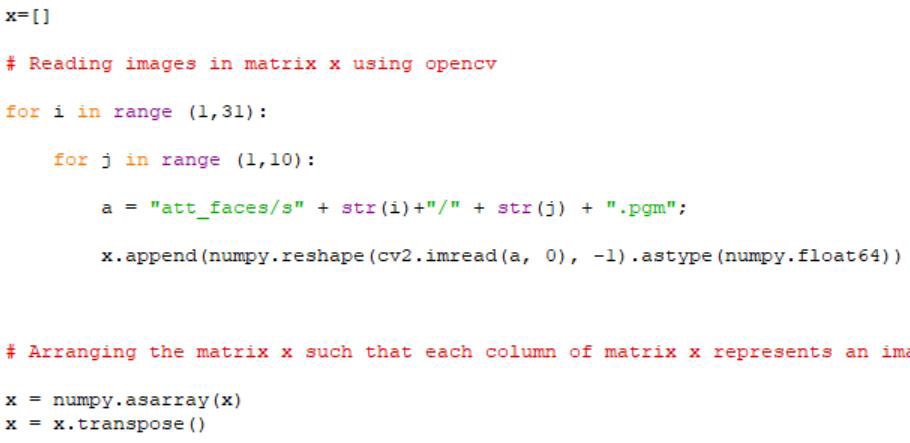 x=[]
# Reading images in matrix x using opencv
for i in range (1,31):
    for j in range (1,10):
        a = "att_faces/s" + str(i)+"/" + str(j) + ".pgm";
        x.append(numpy.reshape(cv2.imread(a, 0), -1).astype(numpy.float64))
# Arranging the matrix x such that each column of matrix x represents an ima
x = numpy.asarray(x)
x = x.transpose()